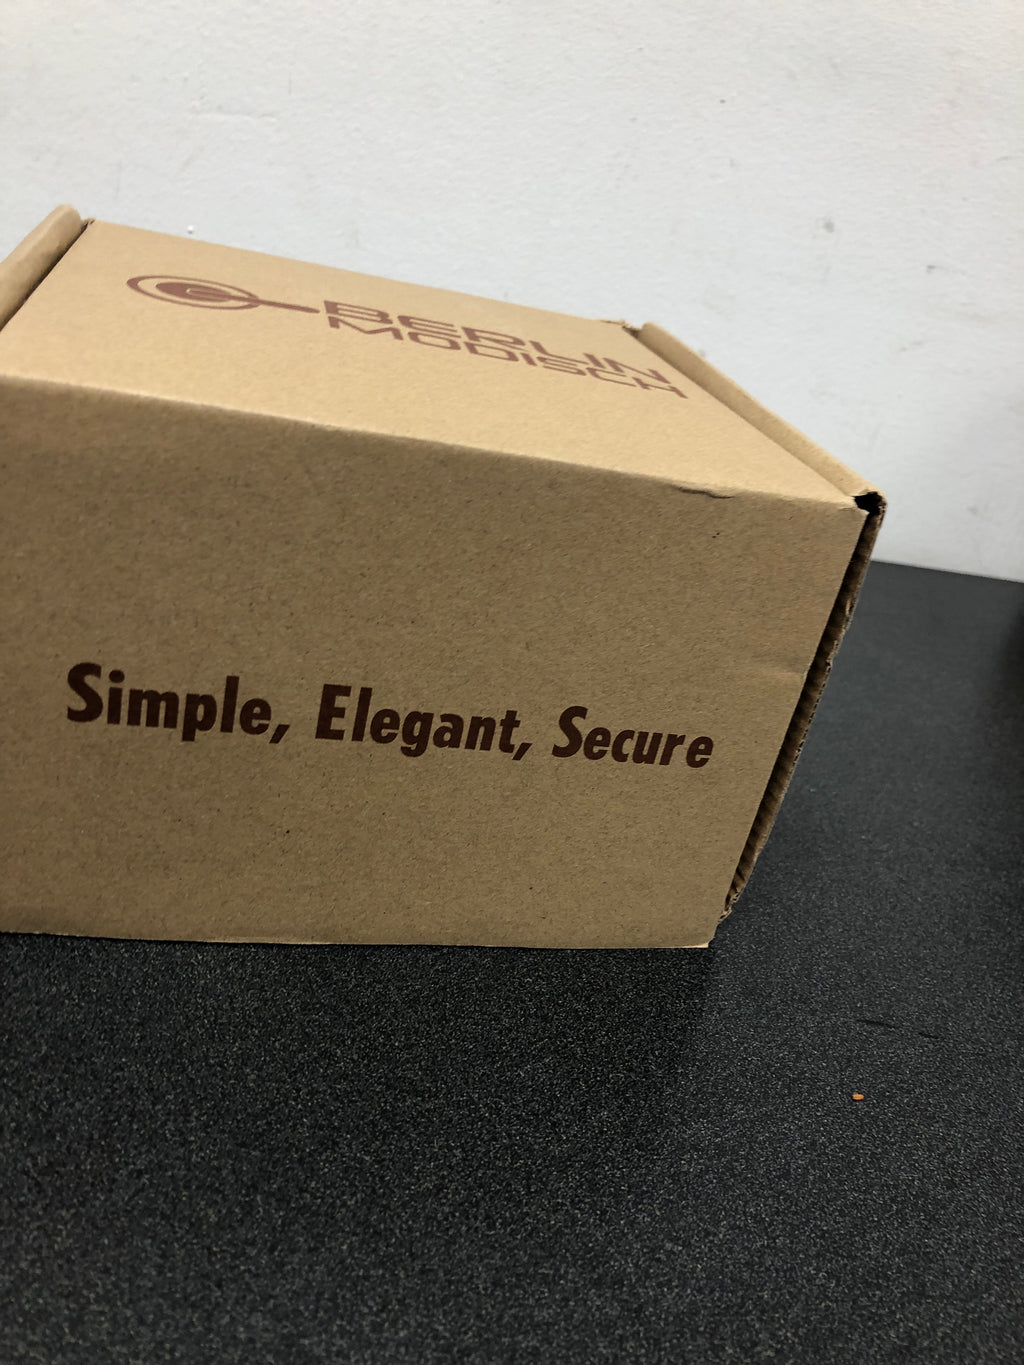 BERLIN
MODISCH
Simple, Elegant, Secure